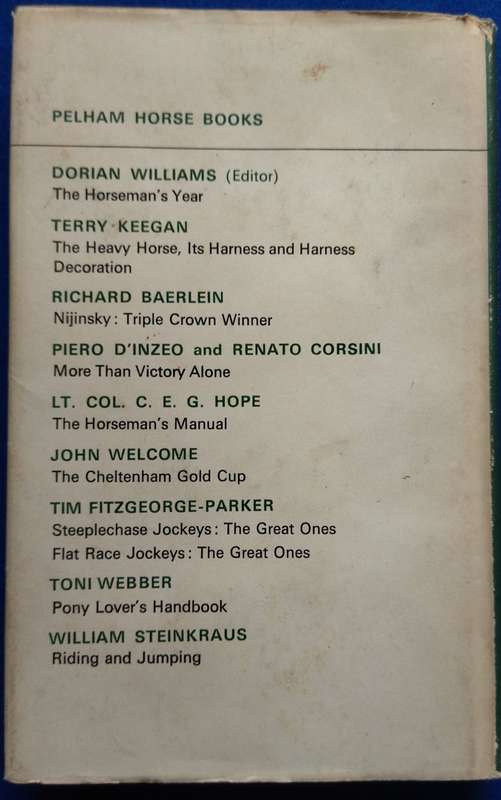 PELHAM HORSE BOOKS
DORIAN WILLIAMS (Editor)
The Horseman's Year
TERRY KEEGAN
The Heavy Horse, Its Harness and Harness
Decoration
RICHARD BAERLEIN
Nijinsky: Triple Crown Winner
PIERO D'INZEO and RENATO CORSINI
More Than Victory Alone
LT. COL. C. E. G. HOPE
The Horseman's Manual
JOHN WELCOME
The Cheltenham Gold Cup
TIM FITZGEORGE-PARKER
Steeplechase Jockeys: The Great Ones
Flat Race Jockeys: The Great Ones
TONI WEBBER
Pony Lover's Handbook
WILLIAM STEINKRAUS
Riding and Jumping